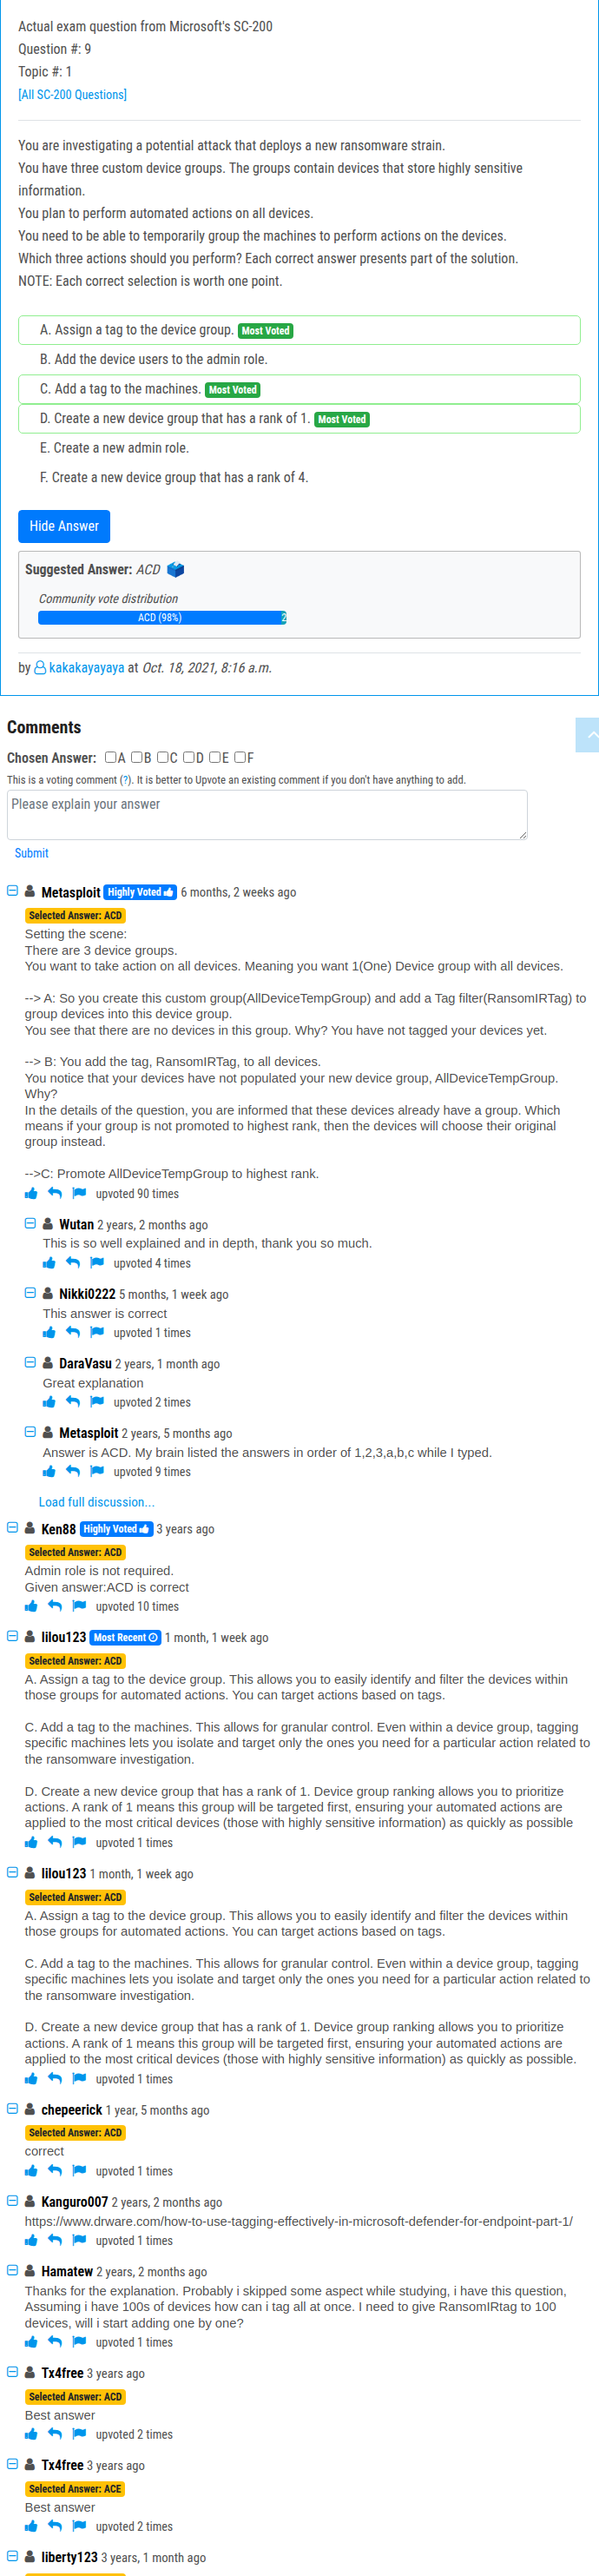 Actual exam question from Microsoft's SC-200
Question #: 9
Topic #: 1
[All SC-200 Questions]
You are investigating a potential attack that deploys a new ransomware strain.
You have three custom device groups. The groups contain devices that store highly sensitive
information.
You plan to perform automated actions on all devices.
You need to be able to temporarily group the machines to perform actions on the devices.
Which three actions should you perform? Each correct answer presents part of the solution.
NOTE: Each correct selection is worth one point.
A. Assign a tag to the device group. Most Voted
B. Add the device users to the admin role.
C. Add a tag to the machines. Most Voted
D. Create a new device group that has a rank of 1. Most Voted
E. Create a new admin role.
F. Create a new device group that has a rank of 4.
Hide Answer
Suggested Answer: ACD
Community vote distribution
ACD (98%) 2
by kakakayayaya at Oct. 18, 2021, 8:16 a.m.
Comments
Chosen Answer: A B C D E F
This is a voting comment (?). It is better to Upvote an existing comment if you don't have anything to add.
Please explain your answer
Submit
Metasploit Highly Voted 6 months, 2 weeks ago
Selected Answer: ACD
Setting the scene:
There are 3 device groups.
You want to take action on all devices. Meaning you want 1(One) Device group with all devices.
--> A: So you create this custom group(AllDeviceTempGroup) and add a Tag filter(RansomIRTag) to
group devices into this device group.
You see that there are no devices in this group. Why? You have not tagged your devices yet.
--> B: You add the tag, RansomIRTag, to all devices.
You notice that your devices have not populated your new device group, AllDeviceTempGroup.
Why?
In the details of the question, you are informed that these devices already have a group. Which
means if your group is not promoted to highest rank, then the devices will choose their original
group instead.
-->C: Promote AllDeviceTempGroup to highest rank.
upvoted 90 times
Wutan 2 years, 2 months ago
This is so well explained and in depth, thank you so much.
upvoted 4 times
Nikki0222 5 months, 1 week ago
This answer is correct
upvoted 1 times
DaraVasu 2 years, 1 month ago
Great explanation
upvoted 2 times
Metasploit 2 years, 5 months ago
Answer is ACD. My brain listed the answers in order of 1,2,3,a,b,c while I typed.
upvoted 9 times
Load full discussion...
Ken88 Highly Voted 3 years ago
Selected Answer: ACD
Admin role is not required.
Given answer:ACD is correct
upvoted 10 times
lilou123 Most Recent 1 month, 1 week ago
Selected Answer: ACD
A. Assign a tag to the device group. This allows you to easily identify and filter the devices within
those groups for automated actions. You can target actions based on tags.
C. Add a tag to the machines. This allows for granular control. Even within a device group, tagging
specific machines lets you isolate and target only the ones you need for a particular action related to
the ransomware investigation.
D. Create a new device group that has a rank of 1. Device group ranking allows you to prioritize
actions. A rank of 1 means this group will be targeted first, ensuring your automated actions are
applied to the most critical devices (those with highly sensitive information) as quickly as possible
upvoted 1 times
lilou123 1 month, 1 week ago
Selected Answer: ACD
A. Assign a tag to the device group. This allows you to easily identify and filter the devices within
those groups for automated actions. You can target actions based on tags.
C. Add a tag to the machines. This allows for granular control. Even within a device group, tagging
specific machines lets you isolate and target only the ones you need for a particular action related to
the ransomware investigation.
D. Create a new device group that has a rank of 1. Device group ranking allows you to prioritize
actions. A rank of 1 means this group will be targeted first, ensuring your automated actions are
applied to the most critical devices (those with highly sensitive information) as quickly as possible.
upvoted 1 times
chepeerick 1 year, 5 months ago
Selected Answer: ACD
correct
upvoted 1 times
Kanguro007 2 years, 2 months ago
https://www.drware.com/how-to-use-tagging-effectively-in-microsoft-defender-for-endpoint-part-1/
upvoted 1 times
Hamatew 2 years, 2 months ago
Thanks for the explanation. Probably i skipped some aspect while studying, i have this question,
Assuming i have 100s of devices how can i tag all at once. I need to give RansomIRtag to 100
devices, will i start adding one by one?
upvoted 1 times
Tx4free 3 years ago
Selected Answer: ACD
Best answer
upvoted 2 times
Tx4free 3 years ago
Selected Answer: ACE
Best answer
upvoted 2 times
liberty123 3 years, 1 month ago